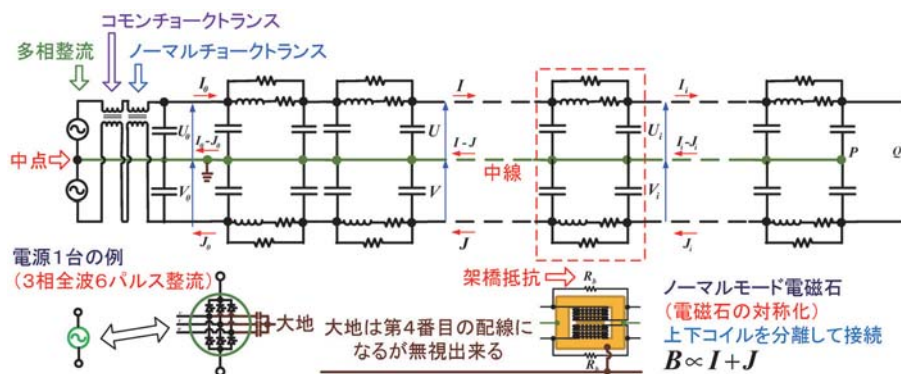 コモンチョークトランス
多相整流
ノーマルチョークトランス
I₀
I
Iᵢ
U₀
I₀-J₀
U
I-J
Uᵢ
Iᵢ-Jᵢ
P
Q
中点
中線
V₀
V
Vᵢ
J₀
J
Jᵢ
電源1台の例
(3相全波6パルス整流)
大地
架橋抵抗
R_b
大地は第4番目の配線に
なるが無視出来る
R_b
ノーマルモード電磁石
(電磁石の対称化)
上下コイルを分離して接続
B∝I+J